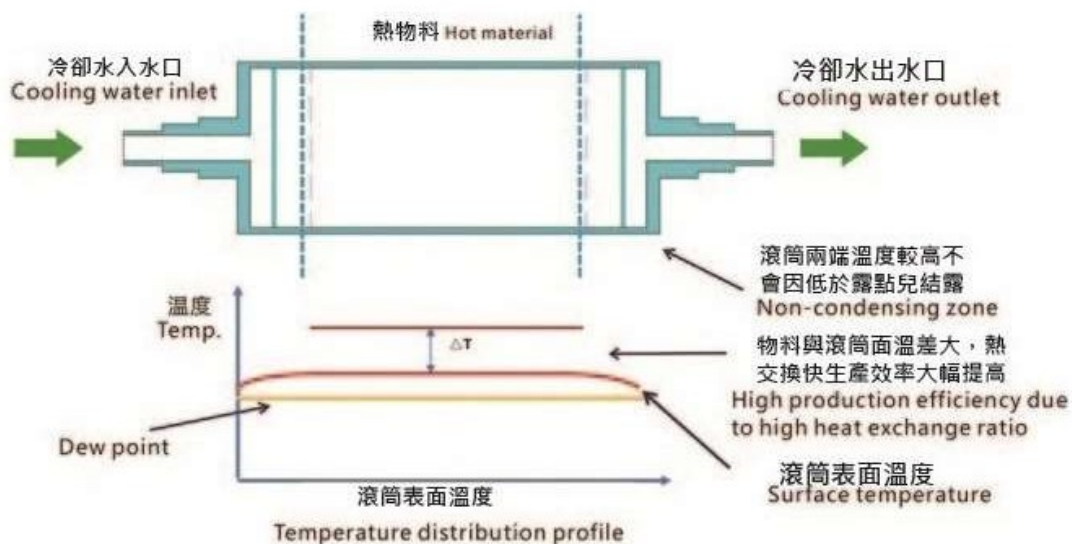 熱物料 Hot material
冷卻水入水口
Cooling water inlet
冷卻水出水口
Cooling water outlet
滾筒兩端溫度較高不
會因低於露點兒結露
Non-condensing zone
溫度
Temp.
△T
物料與滾筒面溫差大，熱
交換快生產效率大幅提高
High production efficiency due
to high heat exchange ratio
Dew point
滾筒表面溫度
Surface temperature
滾筒表面溫度
Temperature distribution profile